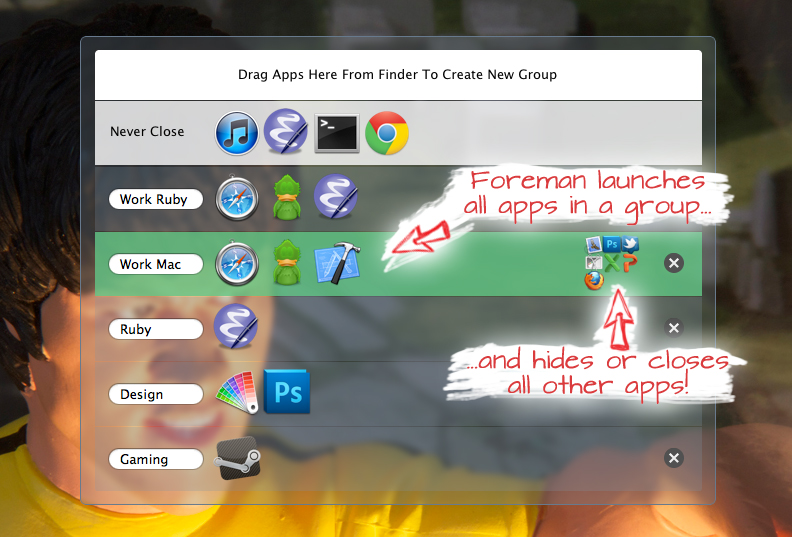 Drag Apps Here From Finder To Create New Group
Never Close
>_
Work Ruby
Foreman launches
all apps in a group...
Work Mac
Ps
Ruby
...and hides or closes
all other apps!
Design
Ps
Gaming